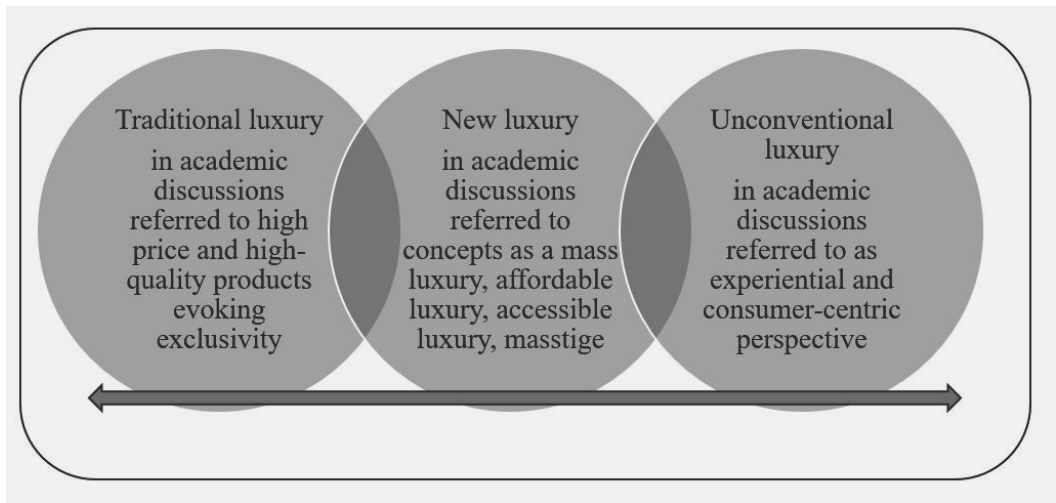 Traditional luxury
in academic
discussions
referred to high
price and high-
quality products
evoking
exclusivity
New luxury
in academic
discussions
referred to
concepts as a mass
luxury, affordable
luxury, accessible
luxury, masstige
Unconventional
luxury
in academic
discussions
referred to as
experiential and
consumer-centric
perspective